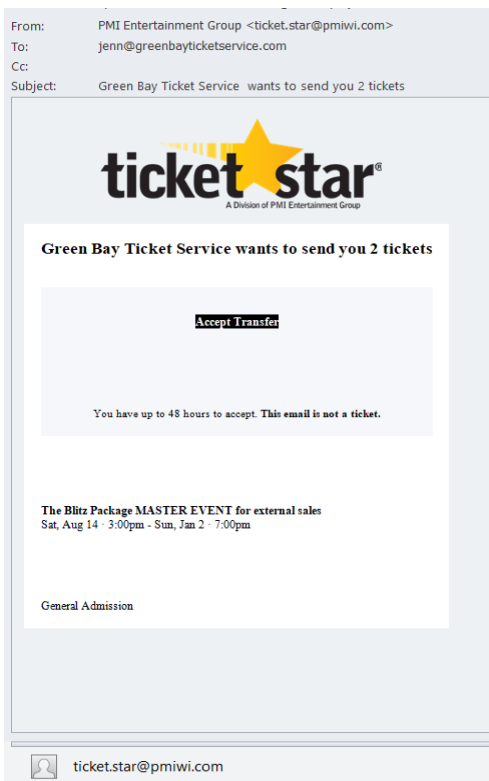 From: PMI Entertainment Group <ticket.star@pmiwi.com>
To: jenn@greenbayticketservice.com
Cc:
Subject: Green Bay Ticket Service wants to send you 2 tickets
ticket star®
A Division of PMI Entertainment Group
Green Bay Ticket Service wants to send you 2 tickets
Accept Transfer
You have up to 48 hours to accept. This email is not a ticket.
The Blitz Package MASTER EVENT for external sales
Sat, Aug 14 · 3:00pm - Sun, Jan 2 · 7:00pm
General Admission
ticket.star@pmiwi.com